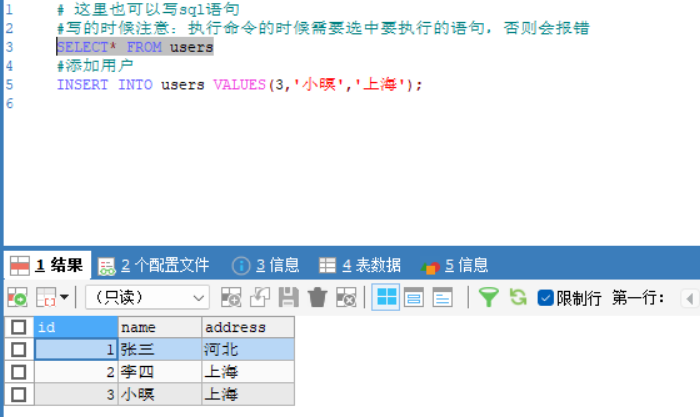 1 # 这里也可以写sql语句
2 #写的时候注意：执行命令的时候需要选中要执行的语句，否则会报错
3 SELECT* FROM users
4 #添加用户
5 INSERT INTO users VALUES(3,'小暝','上海');
6
1 结果 2 个配置文件 3 信息 4 表数据 5 信息
（只读） 限制行 第一行：
id name address
1 张三 河北
2 李四 上海
3 小暝 上海